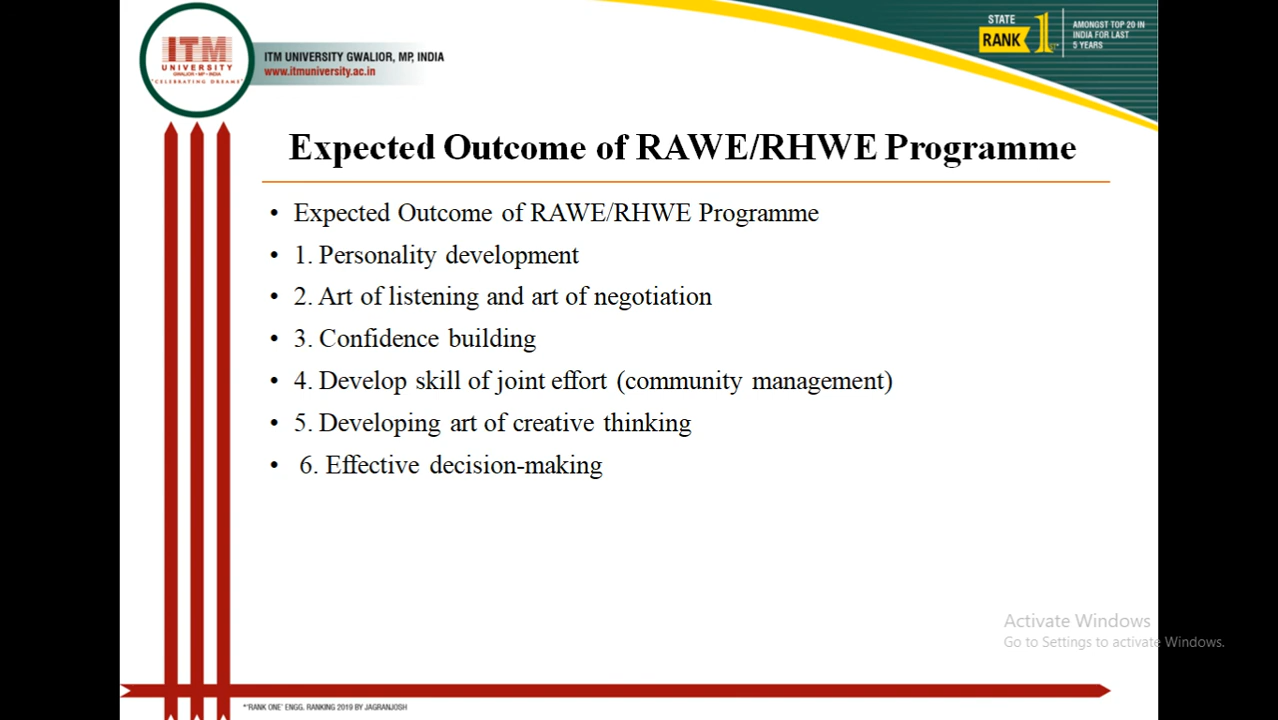 ITM
UNIVERSITY
GWALIOR • MP • INDIA
"CELEBRATING DREAMS"
ITM UNIVERSITY GWALIOR, MP, INDIA
www.itmuniversity.ac.in
STATE
RANK 1st
AMONGST TOP 20 IN
INDIA FOR LAST
5 YEARS
Expected Outcome of RAWE/RHWE Programme
• Expected Outcome of RAWE/RHWE Programme
• 1. Personality development
• 2. Art of listening and art of negotiation
• 3. Confidence building
• 4. Develop skill of joint effort (community management)
• 5. Developing art of creative thinking
• 6. Effective decision-making
Activate Windows
Go to Settings to activate Windows.
*'RANK ONE' ENGG. RANKING 2019 BY JAGRANJOSH